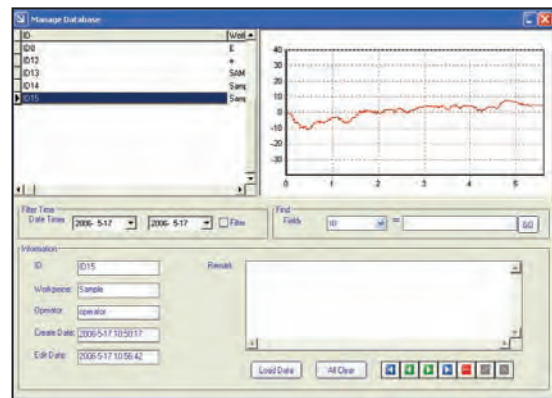 Manage Database
ID
ID0 E
ID12 +
ID13 SAM
ID14 Samp
ID15 Samp
40
30
20
10
0
-10
-20
-30
0 1 2 3 4 5
Filter Time
Date Times 2006- 5-17 2006- 5-17 Filter
Find
Fields ID = GO
Information
ID: ID15
Remark:
Workpiece: Sample
Operator: operator
Create Date: 2006-5-17 10:50:17
Edit Date: 2006-5-17 10:56:42
Load Data All Clear